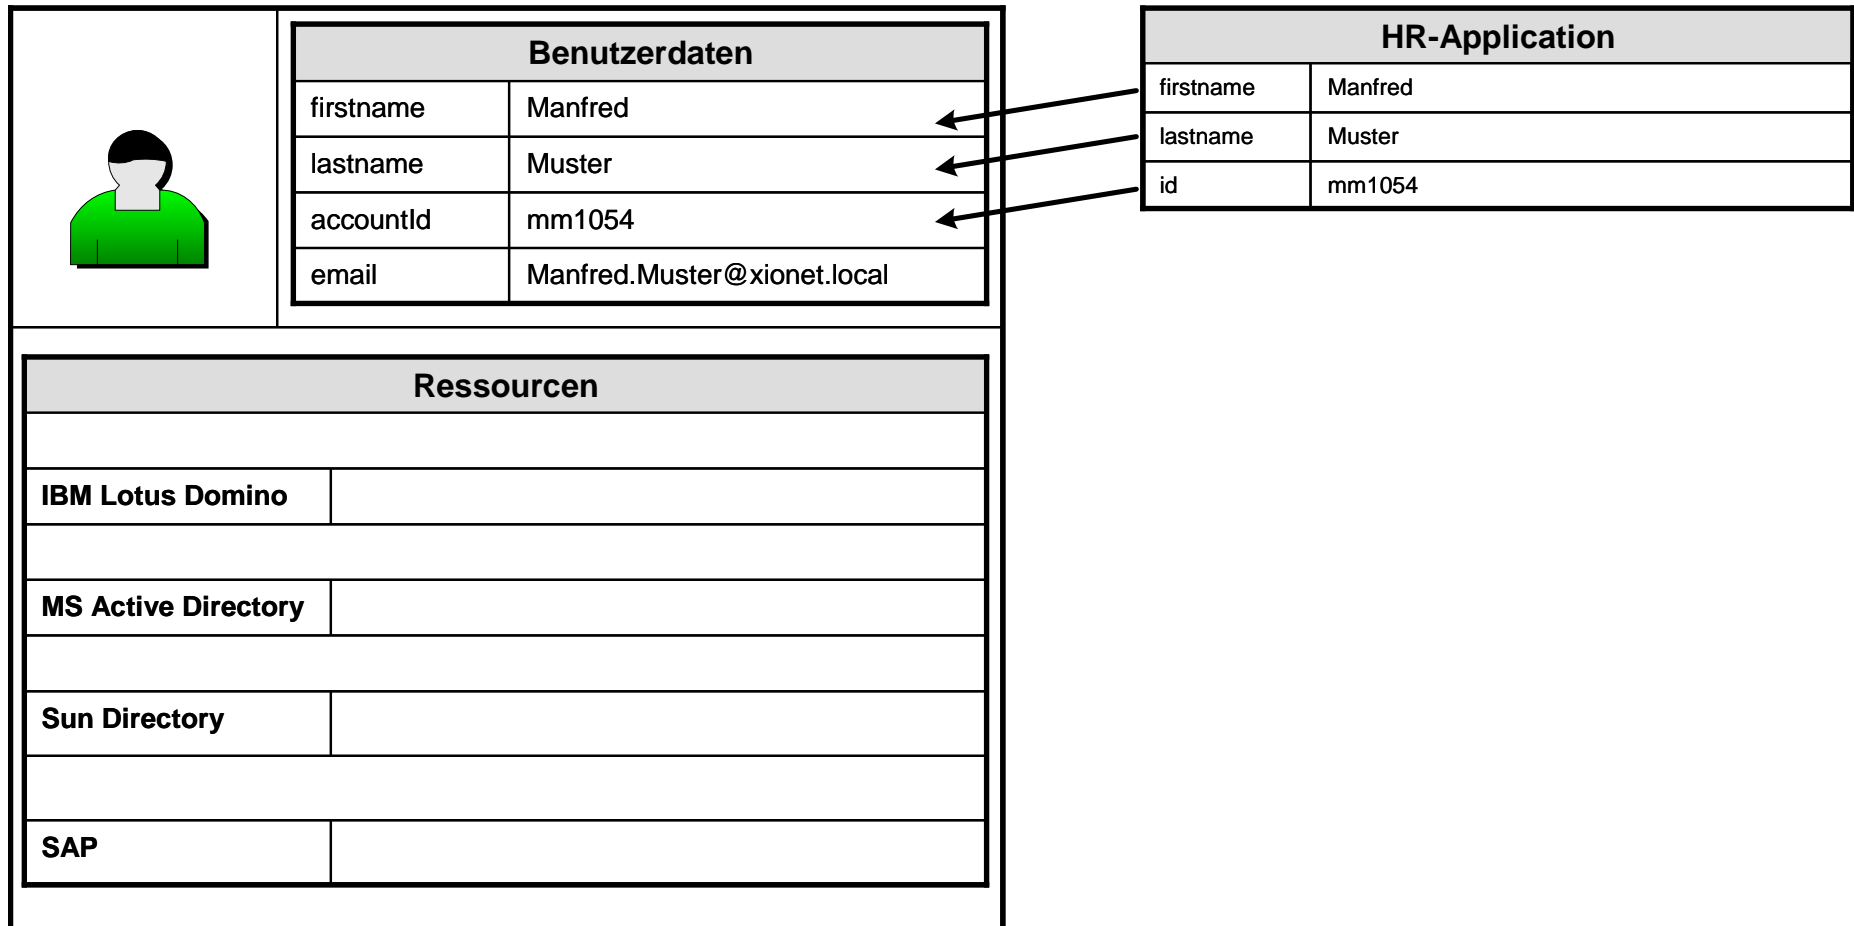 Benutzerdaten
firstname Manfred
lastname Muster
accountId mm1054
email Manfred.Muster@xionet.local
HR-Application
firstname Manfred
lastname Muster
id mm1054
Ressourcen
IBM Lotus Domino
MS Active Directory
Sun Directory
SAP